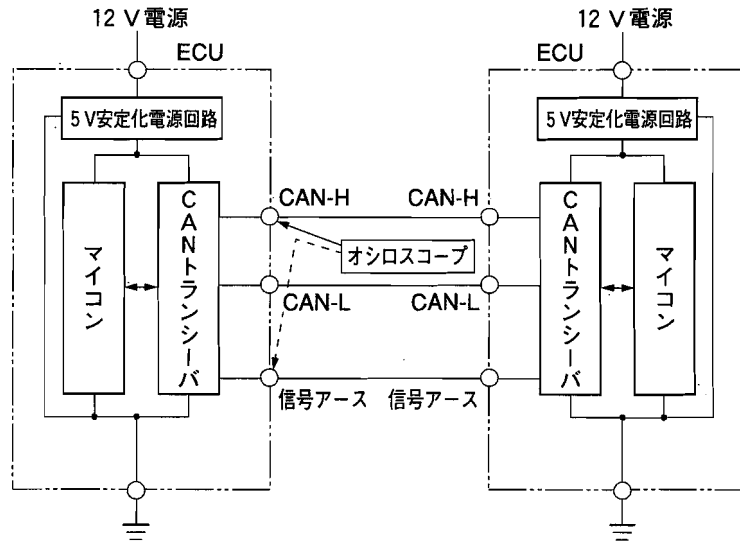 12 V電源
ECU
5 V安定化電源回路
マイコン
CANトランシーバ
CAN-H
CAN-L
信号アース
オシロスコープ
12 V電源
ECU
5 V安定化電源回路
CAN-H
CAN-L
信号アース
CANトランシーバ
マイコン